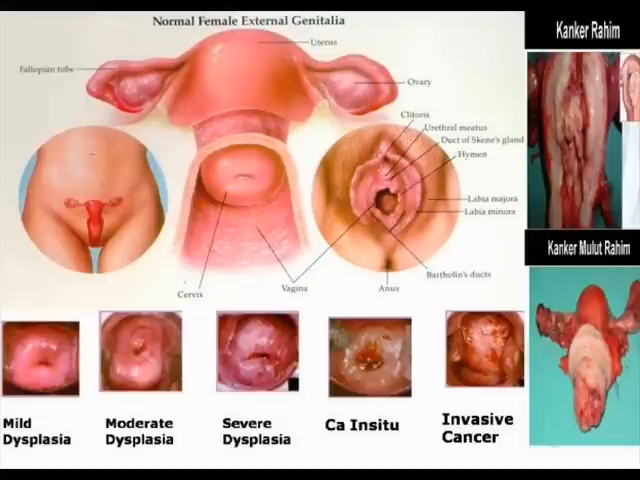 Normal Female External Genitalia
Uterus
Fallopian tube
Ovary
Clitoris
Urethral meatus
Duct of Skene's gland
Hymen
Labia majora
Labia minora
Bartholin's ducts
Cervix
Vagina
Anus
Kanker Rahim
Kanker Mulut Rahim
Mild
Dysplasia
Moderate
Dysplasia
Severe
Dysplasia
Ca Insitu
Invasive
Cancer